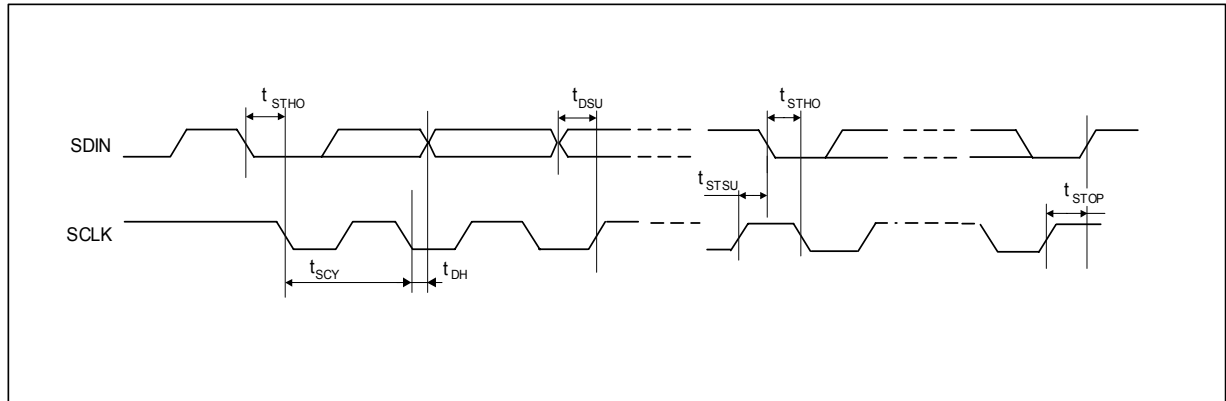 t STHO
t DSU
t STHO
SDIN
t STSU
t STOP
SCLK
t SCY
t DH